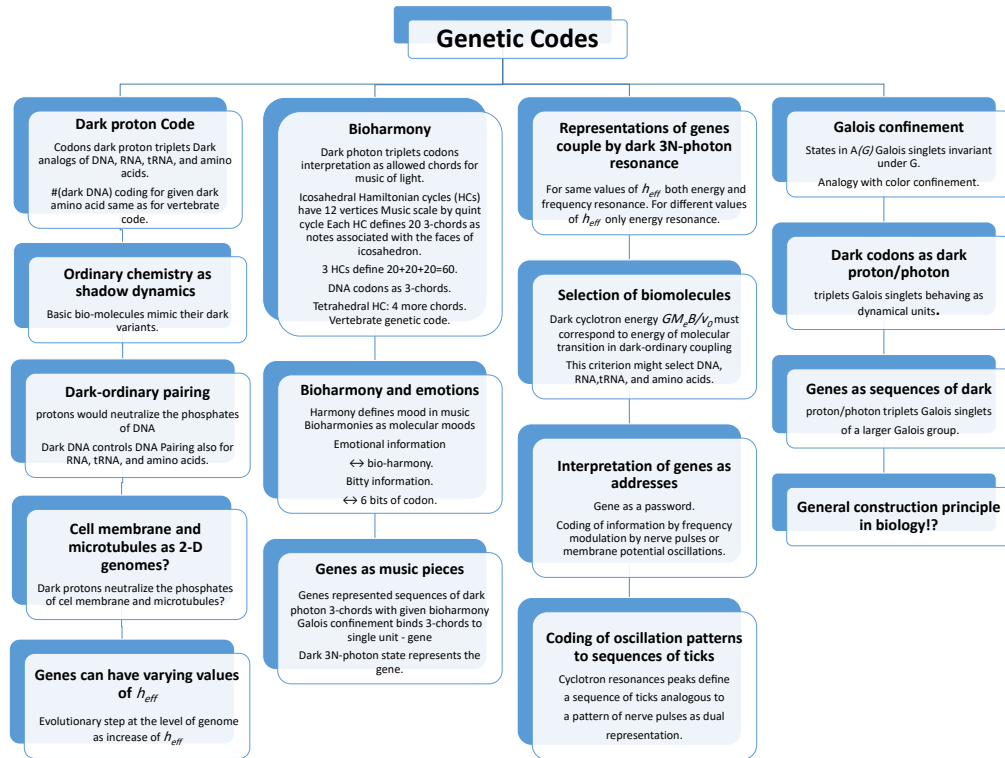 Genetic Codes
Dark proton Code
Codons dark proton triplets Dark
analogs of DNA, RNA, tRNA, and amino
acids.
#(dark DNA) coding for given dark
amino acid same as for vertebrate
code.
Ordinary chemistry as
shadow dynamics
Basic bio-molecules mimic their dark
variants.
Dark-ordinary pairing
protons would neutralize the phosphates
of DNA
Dark DNA controls DNA Pairing also for
RNA, tRNA, and amino acids.
Cell membrane and
microtubules as 2-D
genomes?
Dark protons neutralize the phosphates
of cel membrane and microtubules?
Genes can have varying values
of h_eff
Evolutionary step at the level of genome
as increase of h_eff
Bioharmony
Dark photon triplets codons
interpretation as allowed chords for
music of light.
Icosahedral Hamiltonian cycles (HCs)
have 12 vertices Music scale by quint
cycle Each HC defines 20 3-chords as
notes associated with the faces of
icosahedron.
3 HCs define 20+20+20=60.
DNA codons as 3-chords.
Tetrahedral HC: 4 more chords.
Vertebrate genetic code.
Bioharmony and emotions
Harmony defines mood in music
Bioharmonies as molecular moods
Emotional information
↔ bio-harmony.
Bitty information.
↔ 6 bits of codon.
Genes as music pieces
Genes represented sequences of dark
photon 3-chords with given bioharmony
Galois confinement binds 3-chords to
single unit - gene
Dark 3N-photon state represents the
gene.
Representations of genes
couple by dark 3N-photon
resonance
For same values of h_eff both energy and
frequency resonance. For different values
of h_eff only energy resonance.
Selection of biomolecules
Dark cyclotron energy GM_eB/v_0 must
correspond to energy of molecular
transition in dark-ordinary coupling
This criterion might select DNA,
RNA,tRNA, and amino acids.
Interpretation of genes as
addresses
Gene as a password.
Coding of information by frequency
modulation by nerve pulses or
membrane potential oscillations.
Coding of oscillation patterns
to sequences of ticks
Cyclotron resonances peaks define
a sequence of ticks analogous to
a pattern of nerve pulses as dual
representation.
Galois confinement
States in A(G) Galois singlets invariant
under G.
Analogy with color confinement.
Dark codons as dark
proton/photon
triplets Galois singlets behaving as
dynamical units.
Genes as sequences of dark
proton/photon triplets Galois singlets
of a larger Galois group.
General construction principle
in biology!?